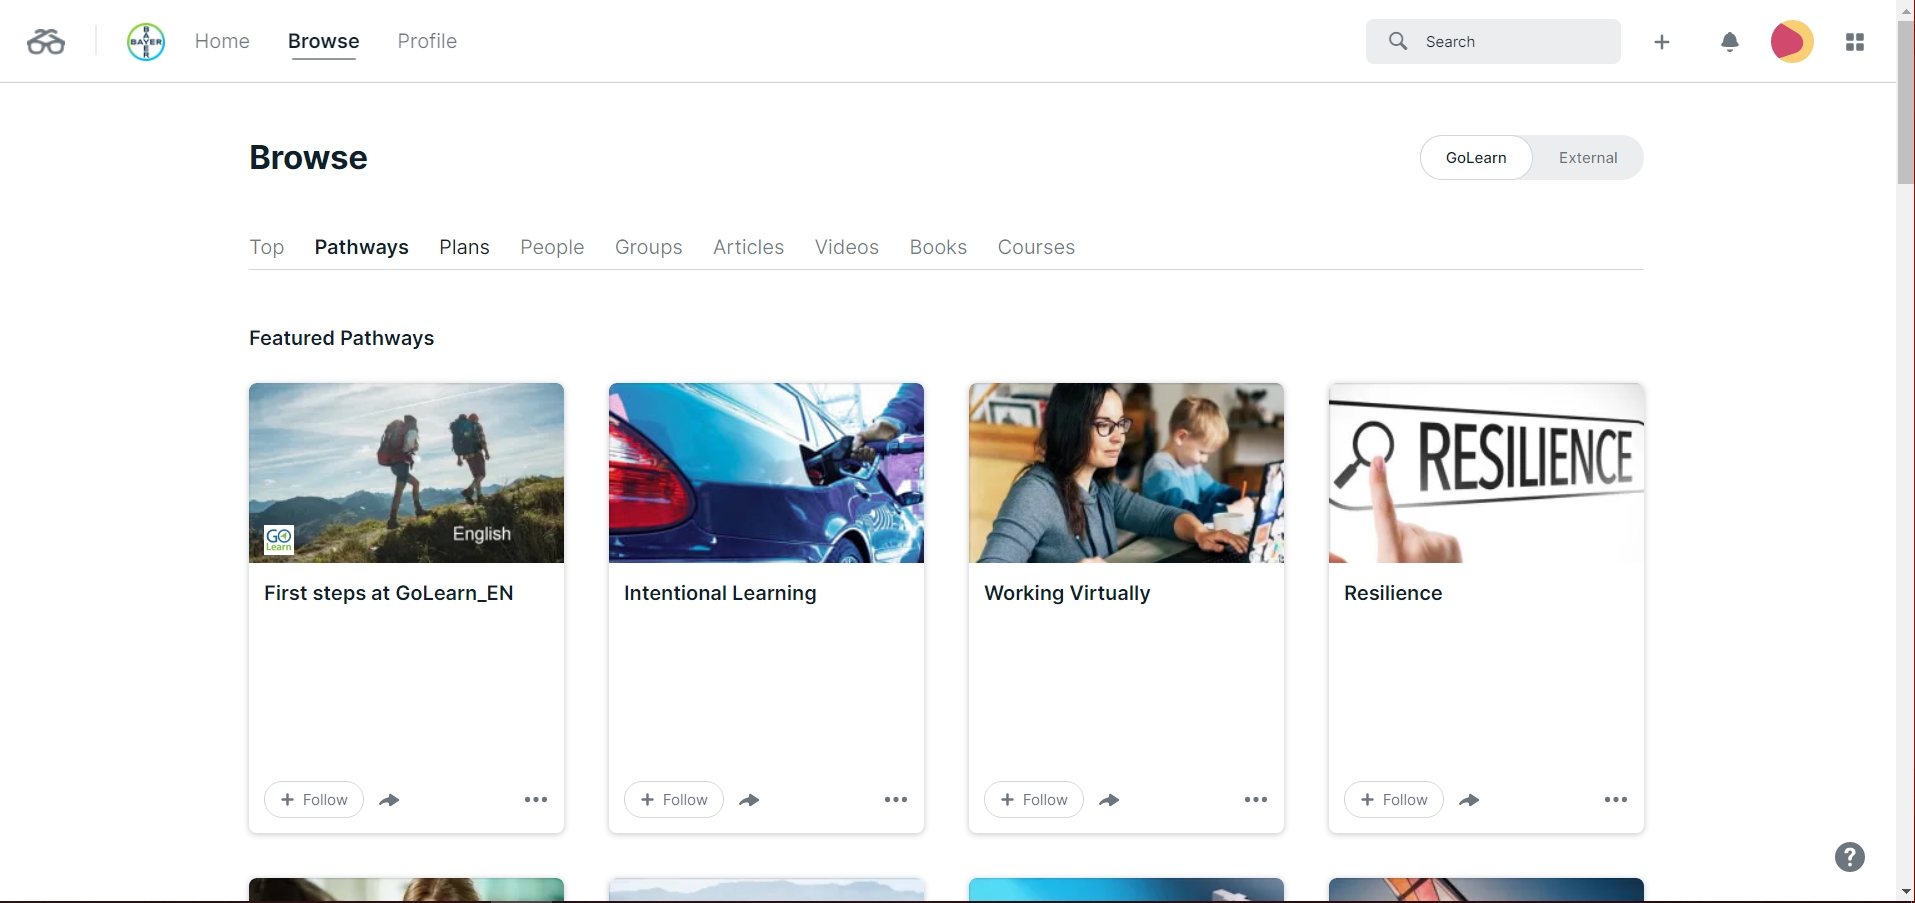 BAYER
Home
Browse
Profile
Search
Browse
GoLearn
External
Top
Pathways
Plans
People
Groups
Articles
Videos
Books
Courses
Featured Pathways
GO
Learn
English
RESILIENCE
First steps at GoLearn_EN
Intentional Learning
Working Virtually
Resilience
+ Follow
+ Follow
+ Follow
+ Follow
?